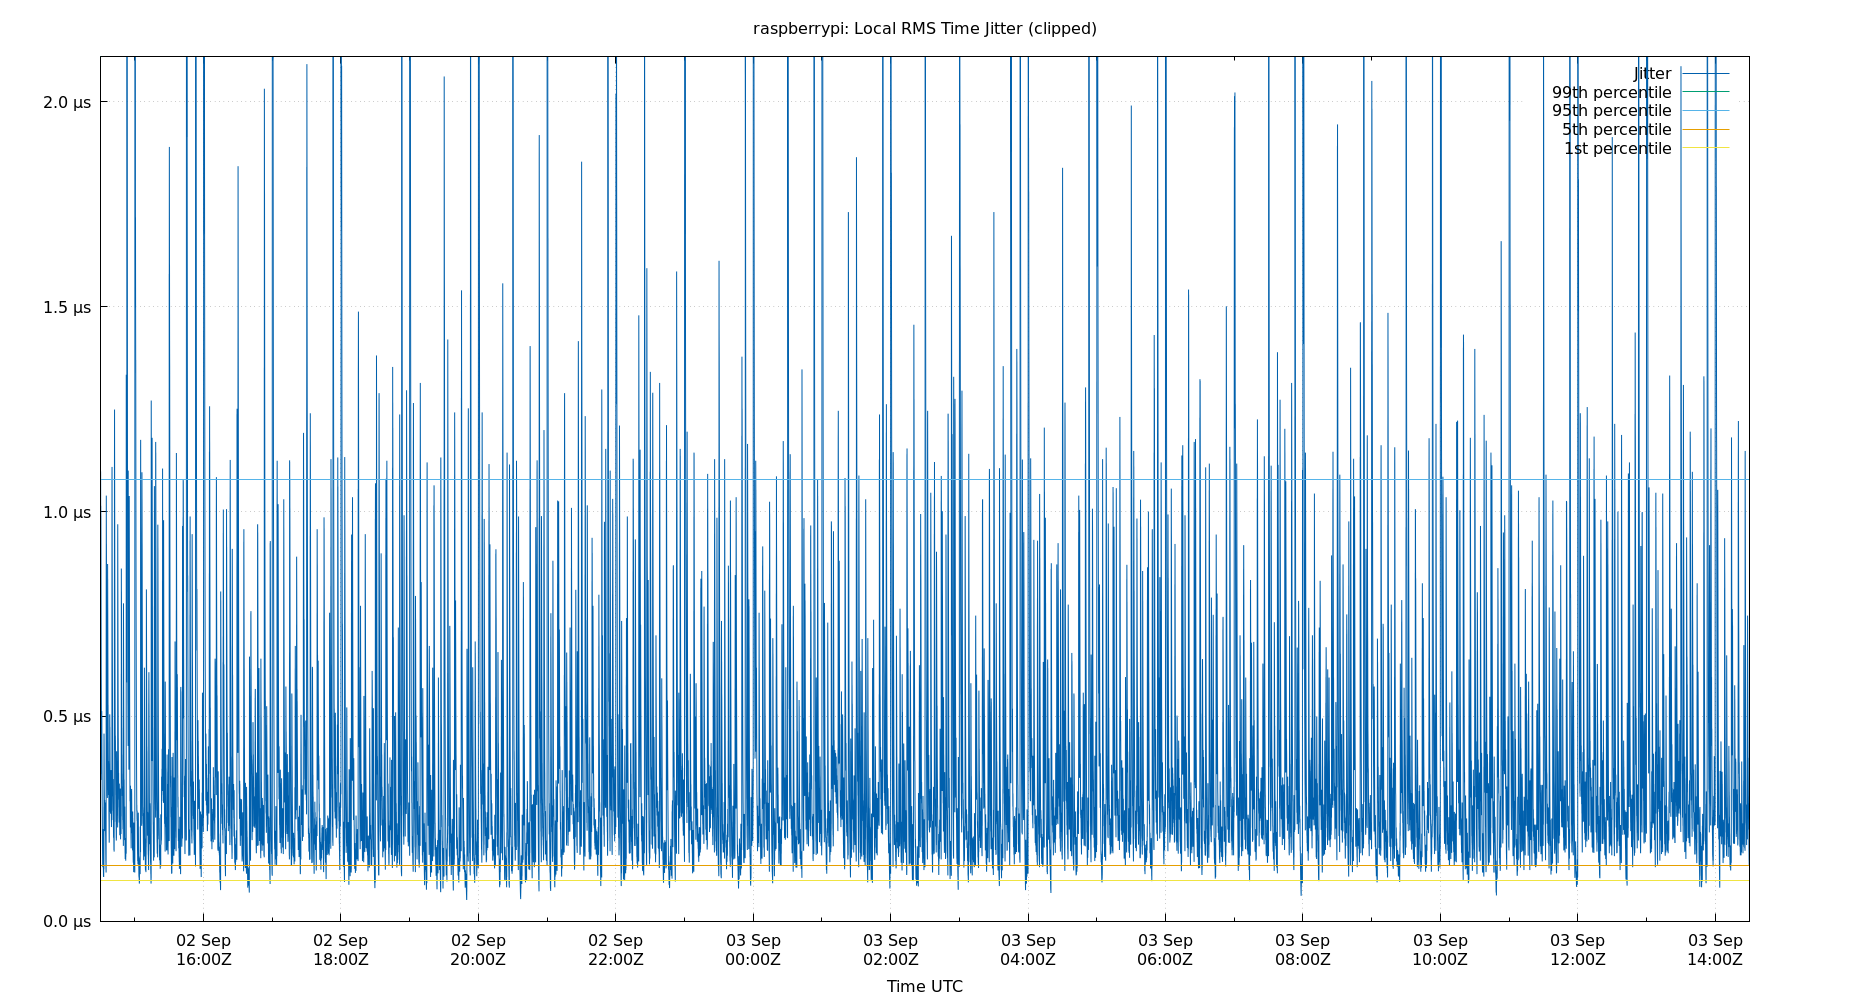 raspberrypi: Local RMS Time Jitter (clipped)
Jitter
99th percentile
95th percentile
5th percentile
1st percentile
2.0 μs
1.5 μs
1.0 μs
0.5 μs
0.0 μs
02 Sep 02 Sep 02 Sep 02 Sep 03 Sep 03 Sep 03 Sep 03 Sep 03 Sep 03 Sep 03 Sep 03 Sep
16:00Z 18:00Z 20:00Z 22:00Z 00:00Z 02:00Z 04:00Z 06:00Z 08:00Z 10:00Z 12:00Z 14:00Z
Time UTC